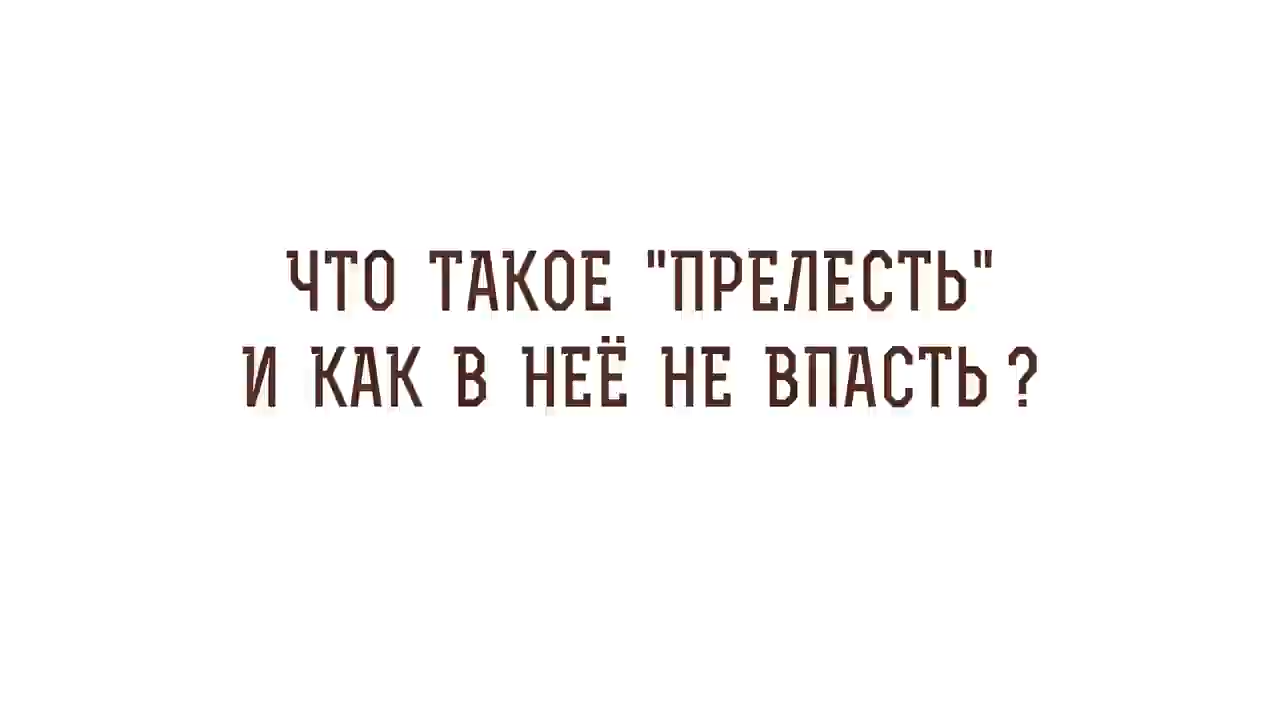 ЧТО ТАКОЕ "ПРЕЛЕСТЬ"
И КАК В НЕЁ НЕ ВПАСТЬ ?